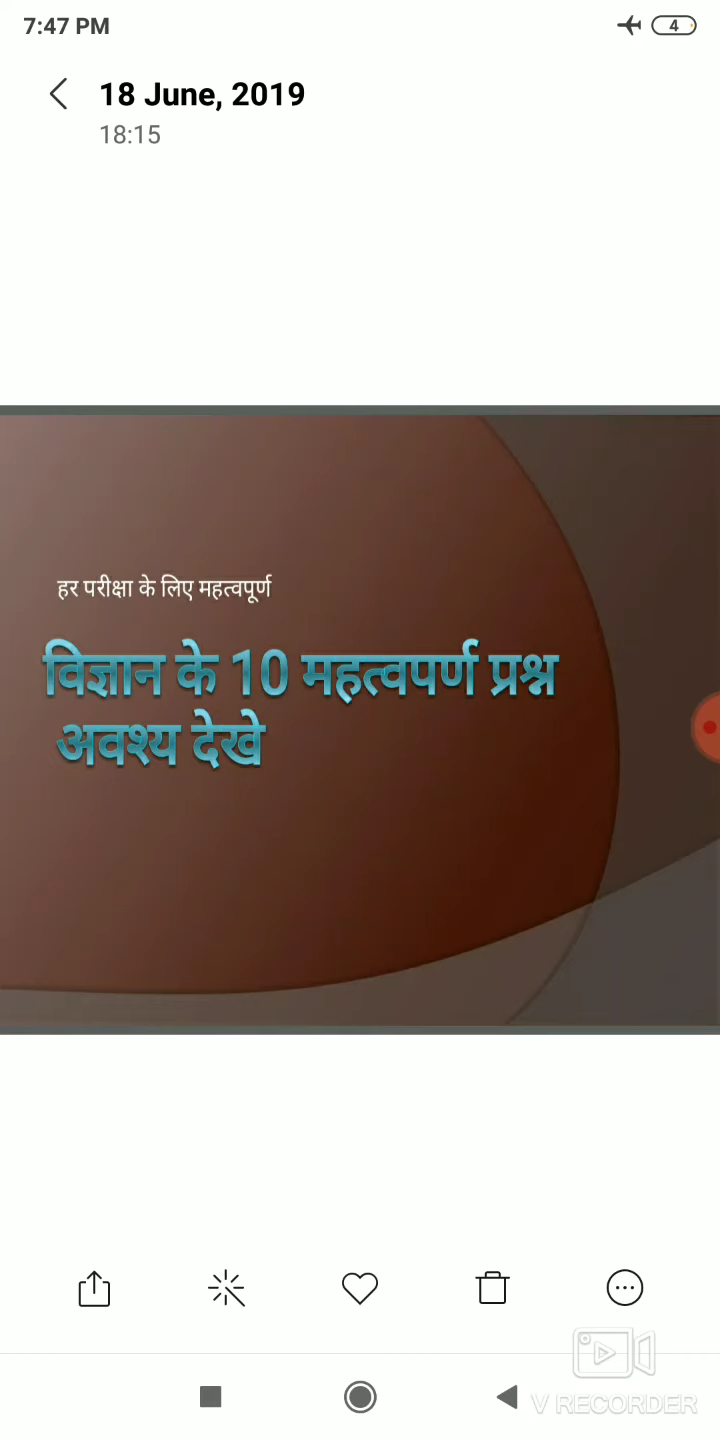 7:47 PM
4
18 June, 2019
18:15
हर परीक्षा के लिए महत्वपूर्ण
विज्ञान के 10 महत्वपर्ण प्रश्न
अवश्य देखे
V RECORDER